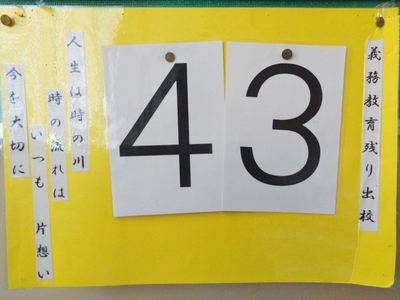 義務教育残り出校
43
人生は時の川
時の流れは
いつも 片想い
今を大切に